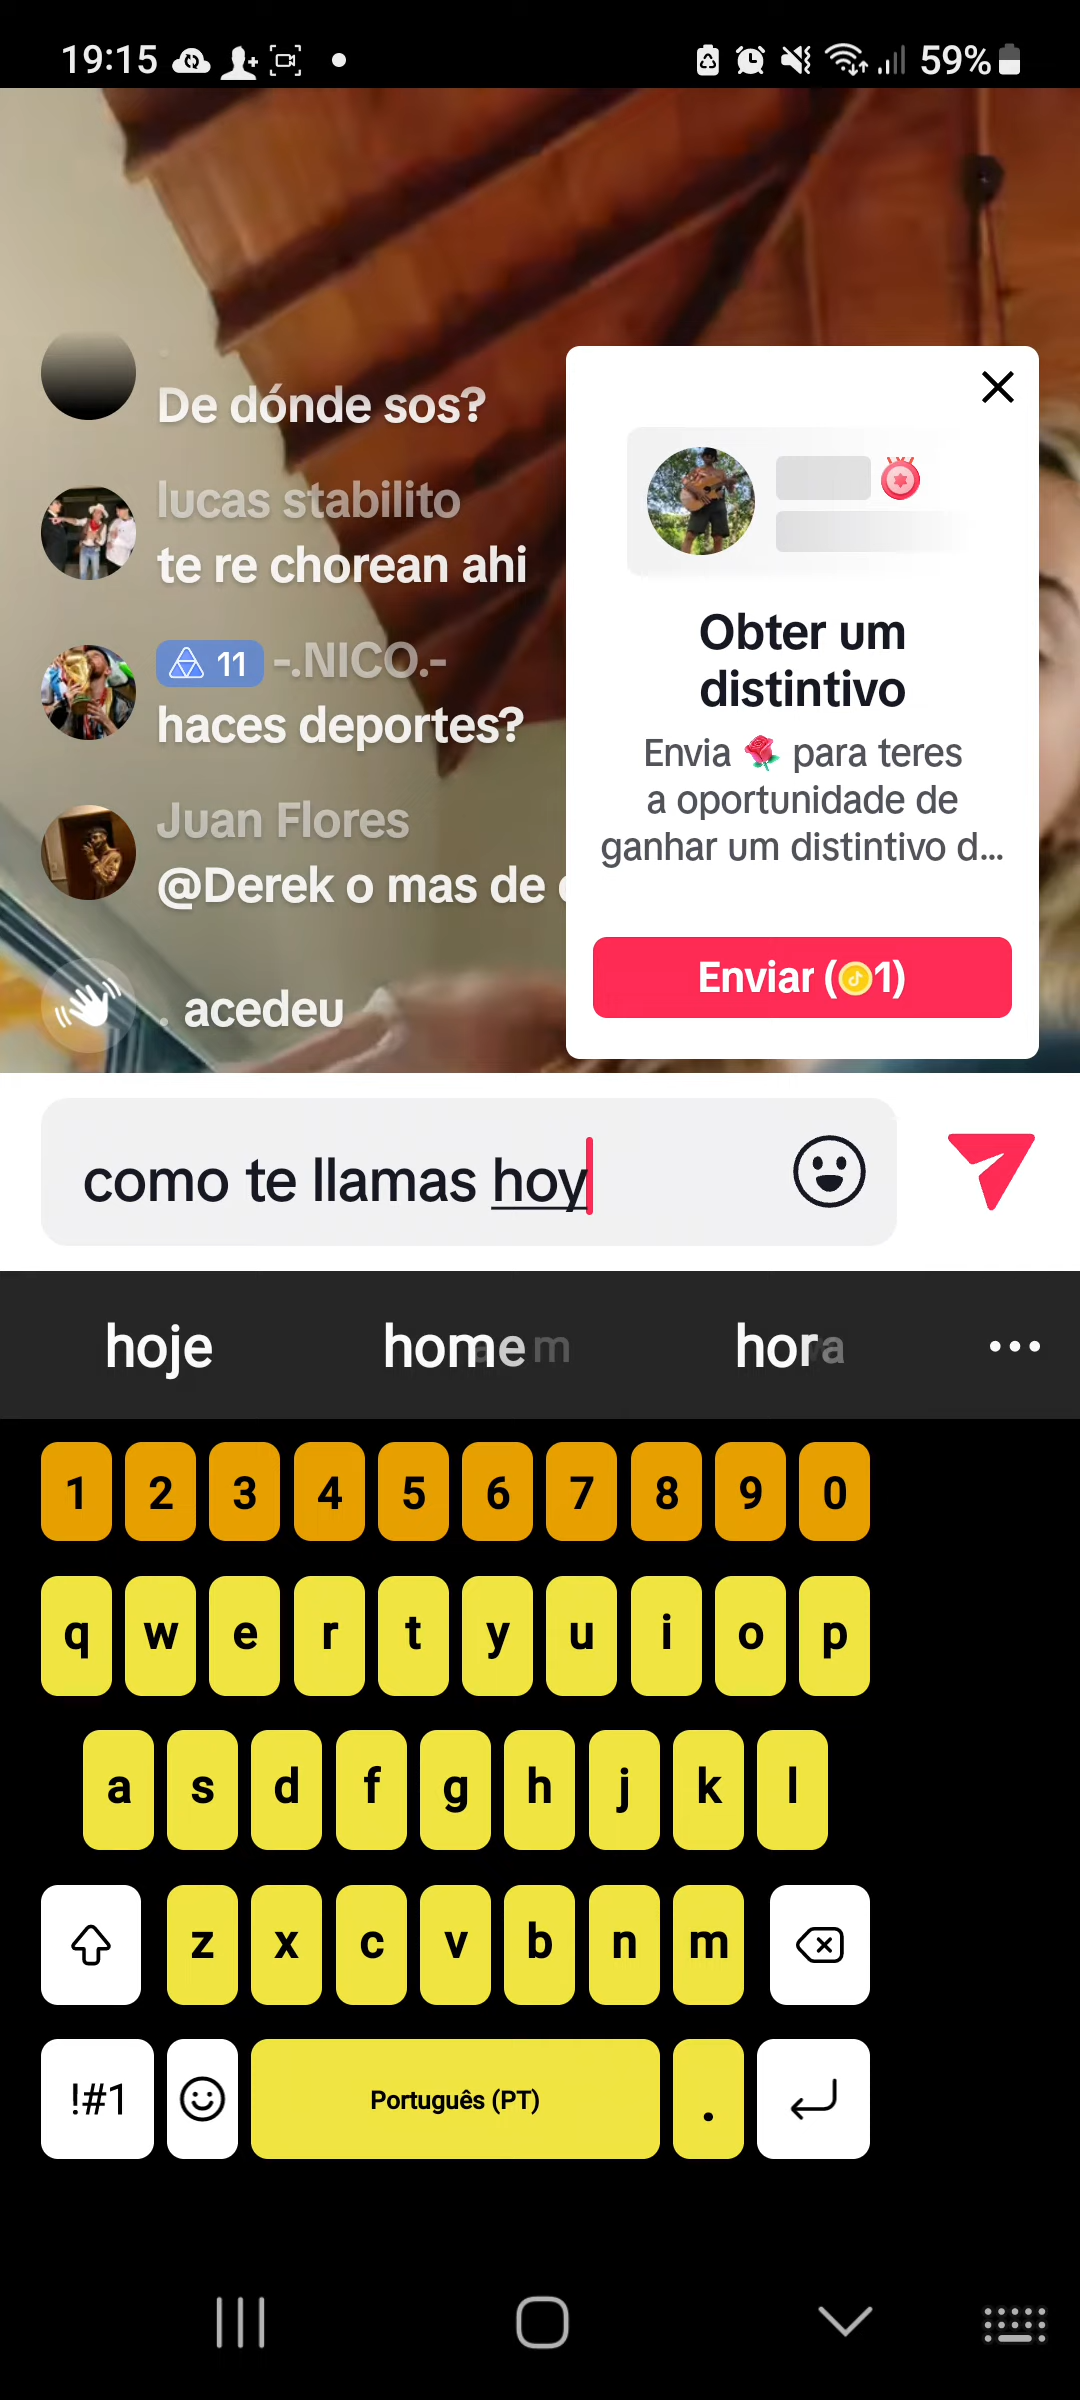 19:15
59%
De dónde sos?
lucas stabilito
te re chorean ahi
11 -.NICO.-
haces deportes?
Juan Flores
@Derek o mas de
. acedeu
Obter um
distintivo
Envia 🌹 para teres
a oportunidade de
ganhar um distintivo d...
Enviar (1)
como te llamas hoy
hoje home hora
1 2 3 4 5 6 7 8 9 0
q w e r t y u i o p
a s d f g h j k l
z x c v b n m
!#1 Português (PT) .